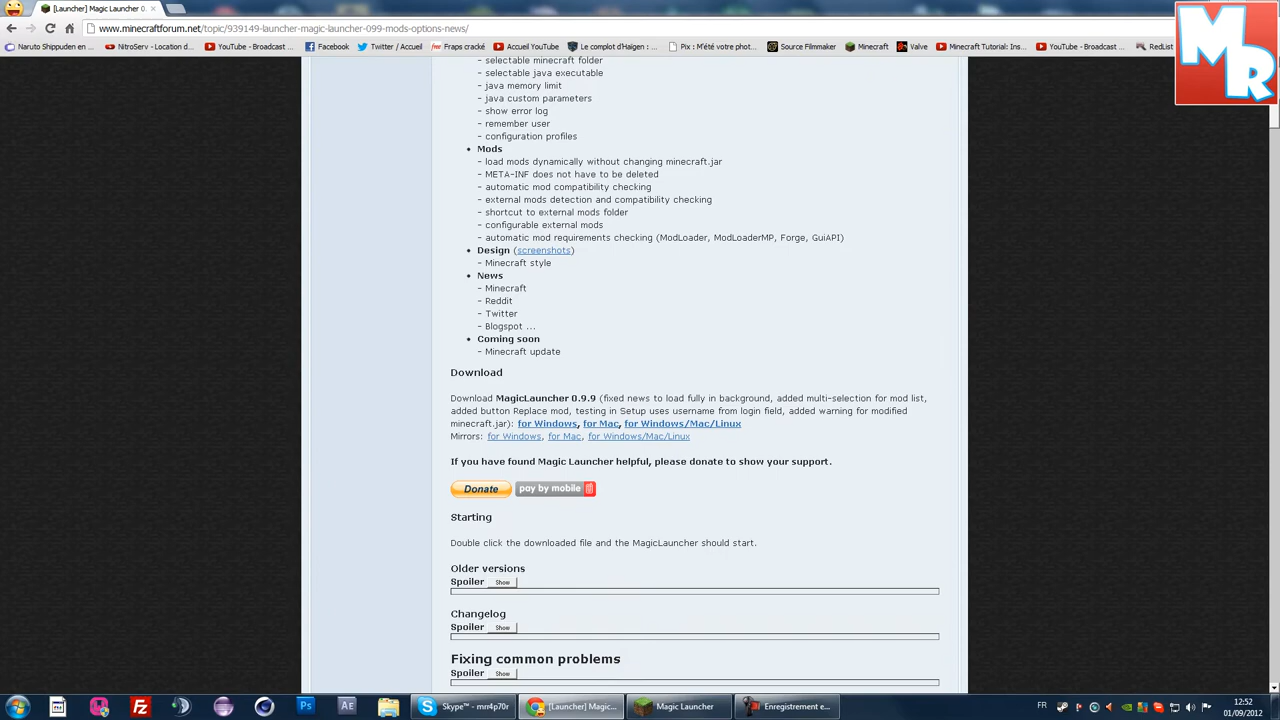 [Launcher] Magic Launcher 0.
www.minecraftforum.net/topic/939149-launcher-magic-launcher-099-mods-options-news/
Naruto Shippuden en ... NitroServ - Location d... YouTube - Broadcast ... Facebook Twitter / Accueil Fraps cracké Accueil YouTube Le complot d'Haigen : ... Pix : M'été votre phot... Source Filmmaker Minecraft Valve Minecraft Tutorial: Ins... YouTube - Broadcast ... RedList
MR
- selectable minecraft folder
- selectable java executable
- java memory limit
- java custom parameters
- show error log
- remember user
- configuration profiles
• Mods
- load mods dynamically without changing minecraft.jar
- META-INF does not have to be deleted
- automatic mod compatibility checking
- external mods detection and compatibility checking
- shortcut to external mods folder
- configurable external mods
- automatic mod requirements checking (ModLoader, ModLoaderMP, Forge, GuiAPI)
• Design (screenshots)
- Minecraft style
• News
- Minecraft
- Reddit
- Twitter
- Blogspot ...
• Coming soon
- Minecraft update
Download
Download MagicLauncher 0.9.9 (fixed news to load fully in background, added multi-selection for mod list,
added button Replace mod, testing in Setup uses username from login field, added warning for modified
minecraft.jar): for Windows, for Mac, for Windows/Mac/Linux
Mirrors: for Windows, for Mac, for Windows/Mac/Linux
If you have found Magic Launcher helpful, please donate to show your support.
Donate pay by mobile
Starting
Double click the downloaded file and the MagicLauncher should start.
Older versions
Spoiler Show
Changelog
Spoiler Show
Fixing common problems
Spoiler Show
Skype™ - mrr4p70r [Launcher] Magic... Magic Launcher Enregistrement e... FR 12:52
01/09/2012